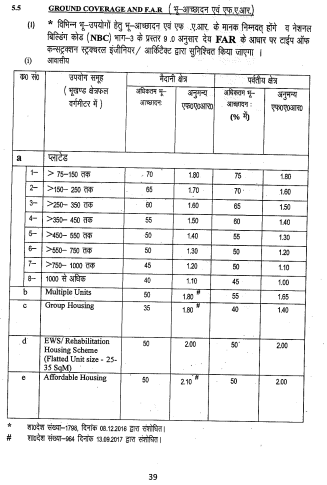 5.5 GROUND COVERAGE AND F.A.R ( भू-आच्छादन एवं एफ.ए.आर.)
(i) * विभिन्न भू-उपयोगों हेतु भू-आच्छादन एवं एफ.ए.आर. के मानक निम्नवत् होंगे व नेशनल
बिल्डिंग कोड (NBC) भाग-3 के प्रस्तर 9.0 अनुसार देय FAR के आधार पर टाईप ऑफ
कन्सट्रक्शन स्ट्रक्चरल इंजीनियर/ आर्किटेक्ट द्वारा सुनिश्चित किया जाएगा ।
(i) आवासीय
क0 सं0 उपयोग समूह मैदानी क्षेत्र पर्वतीय क्षेत्र
( भूखण्ड क्षेत्रफल वर्गमीटर में ) अधिकतम भू-आच्छादन: अनुमन्य एफ0ए0आर0 अधिकतम भू-आच्छादन : (% में) अनुमन्य एफ0ए0आर0
a प्लाटेड
1- > 75-150 तक 70 1.80 75 1.80
2- >150- 250 तक 65 1.70 70 1.60
3- >250- 350 तक 60 1.60 65 1.50
4- >350- 450 तक 55 1.50 60 1.40
5- >450- 550 तक 50 1.40 55 1.30
6- >550- 750 तक 50 1.30 50 1.20
7- >750- 1000 तक 45 1.20 50 1.10
8- 1000 से अधिक 40 1.10 45 1.00
b Multiple Units 50 1.80 # 55 1.65
c Group Housing 35 1.80 # 40 1.40
d EWS/ Rehabilitation Housing Scheme (Flatted Unit size - 25-35 SqM) 50 2.00 50 2.00
e Affordable Housing 50 2.10 # 50 2.00
* शा0देश संख्या-1798, दिनांक 08.12.2016 द्वारा संशोधित।
# शा0देश संख्या-964 दिनांक 13.09.2017 द्वारा संशोधित।
39